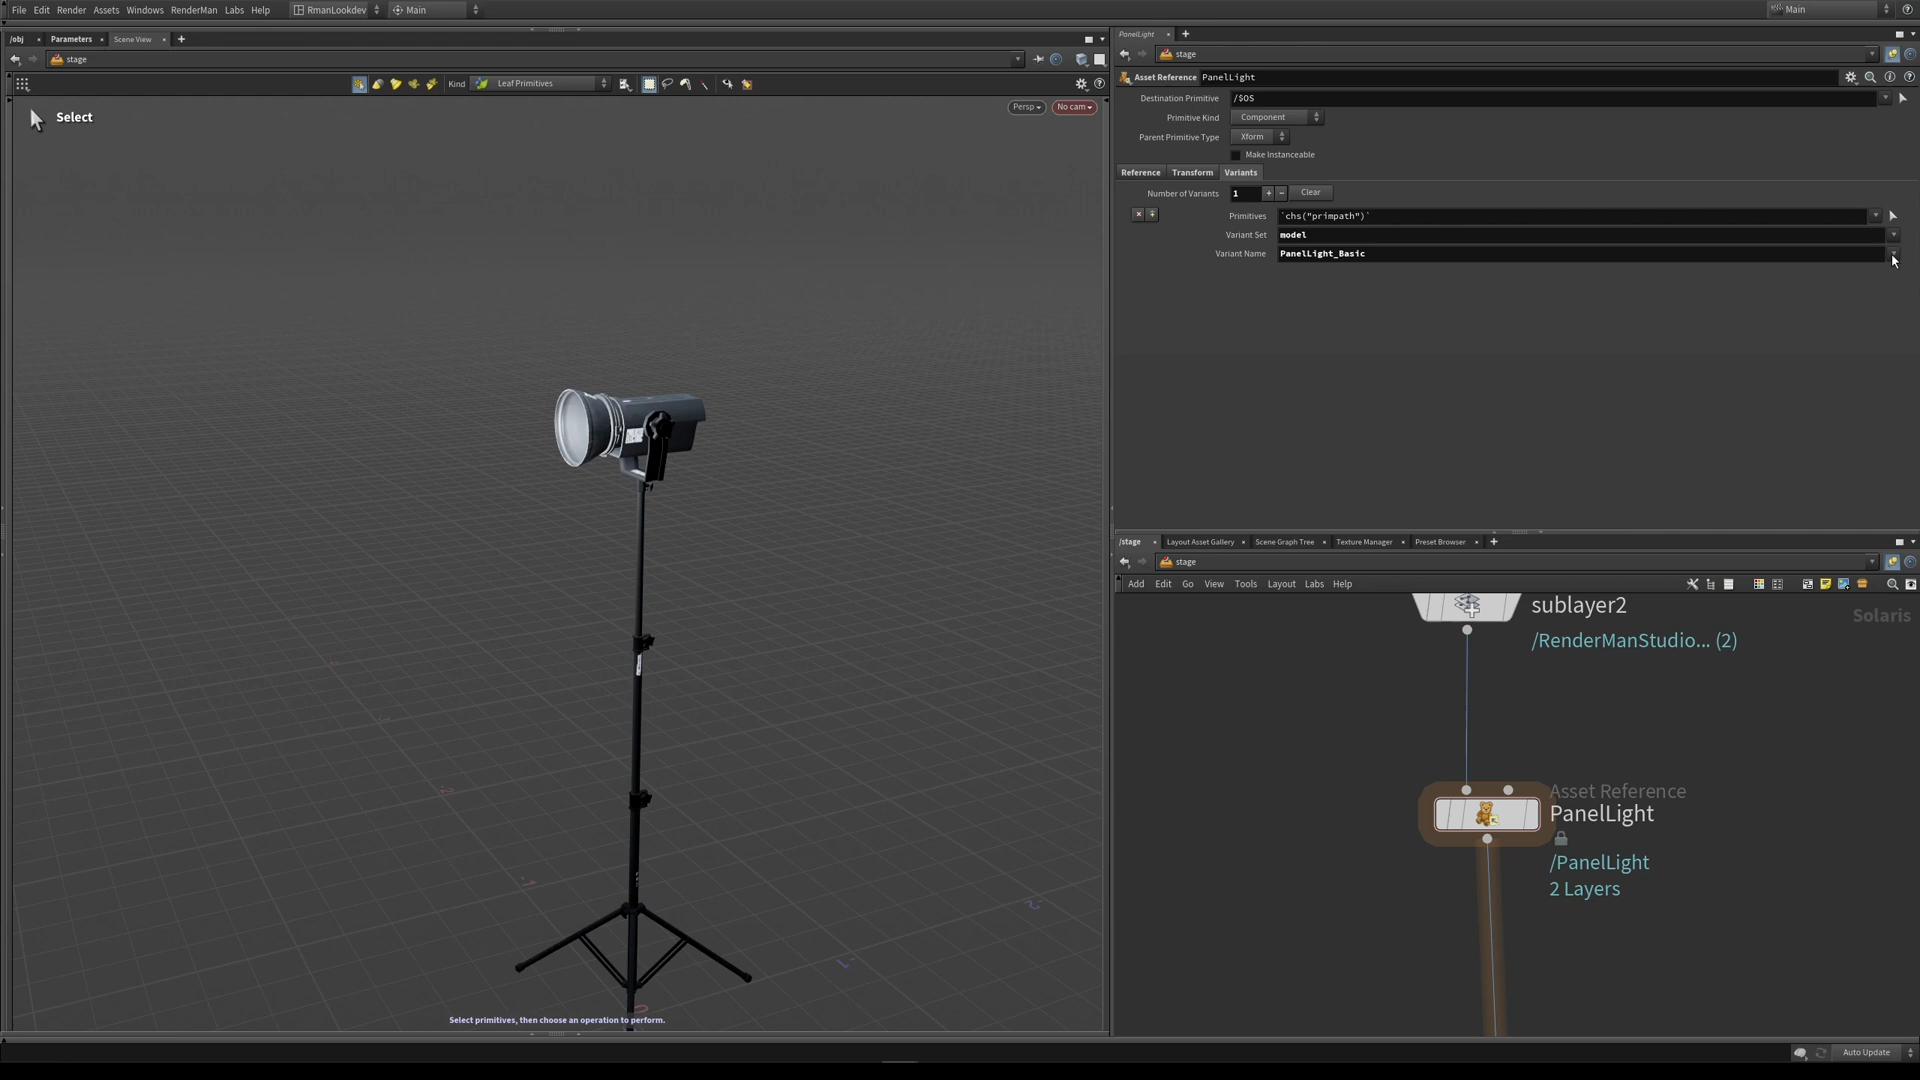 File Edit Render Assets Windows RenderMan Labs Help RmanLookdev Main Main
/obj Parameters Scene View
stage
Kind Leaf Primitives
Select
Persp No cam
Select primitives, then choose an operation to perform.
PanelLight
stage
Asset Reference PanelLight
Destination Primitive /$OS
Primitive Kind Component
Parent Primitive Type Xform
Make Instanceable
Reference Transform Variants
Number of Variants 1 Clear
Primitives `chs("primpath")`
Variant Set model
Variant Name PanelLight_Basic
/stage Layout Asset Gallery Scene Graph Tree Texture Manager Preset Browser
stage
Add Edit Go View Tools Layout Labs Help
sublayer2
Solaris
/RenderManStudio... (2)
Asset Reference
PanelLight
/PanelLight
2 Layers
Auto Update